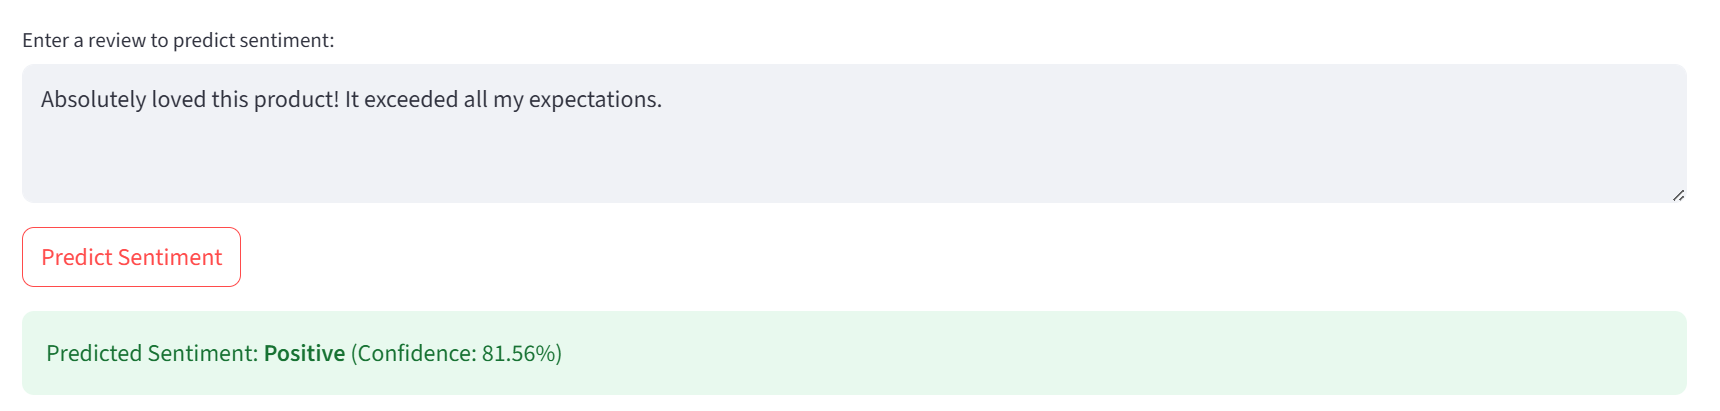 Enter a review to predict sentiment:
Absolutely loved this product! It exceeded all my expectations.
Predict Sentiment
Predicted Sentiment: Positive (Confidence: 81.56%)